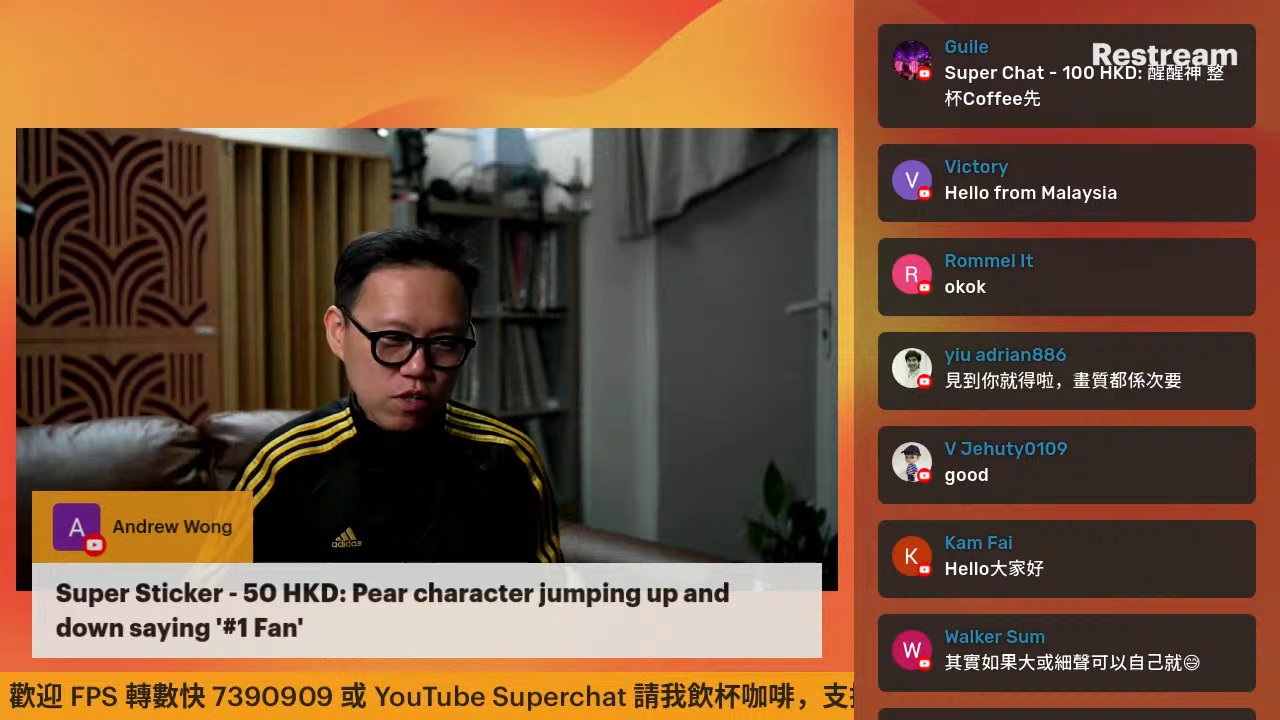 Restream
Guile
Super Chat - 100 HKD: 醒醒神 整
杯Coffee先
V
Victory
Hello from Malaysia
R
Rommel It
okok
yiu adrian886
見到你就得啦，畫質都係次要
V Jehuty0109
good
K
Kam Fai
Hello大家好
W
Walker Sum
其實如果大或細聲可以自己就😅
adidas
A
Andrew Wong
Super Sticker - 50 HKD: Pear character jumping up and
down saying '#1 Fan'
歡迎 FPS 轉數快 7390909 或 YouTube Superchat 請我飲杯咖啡，支